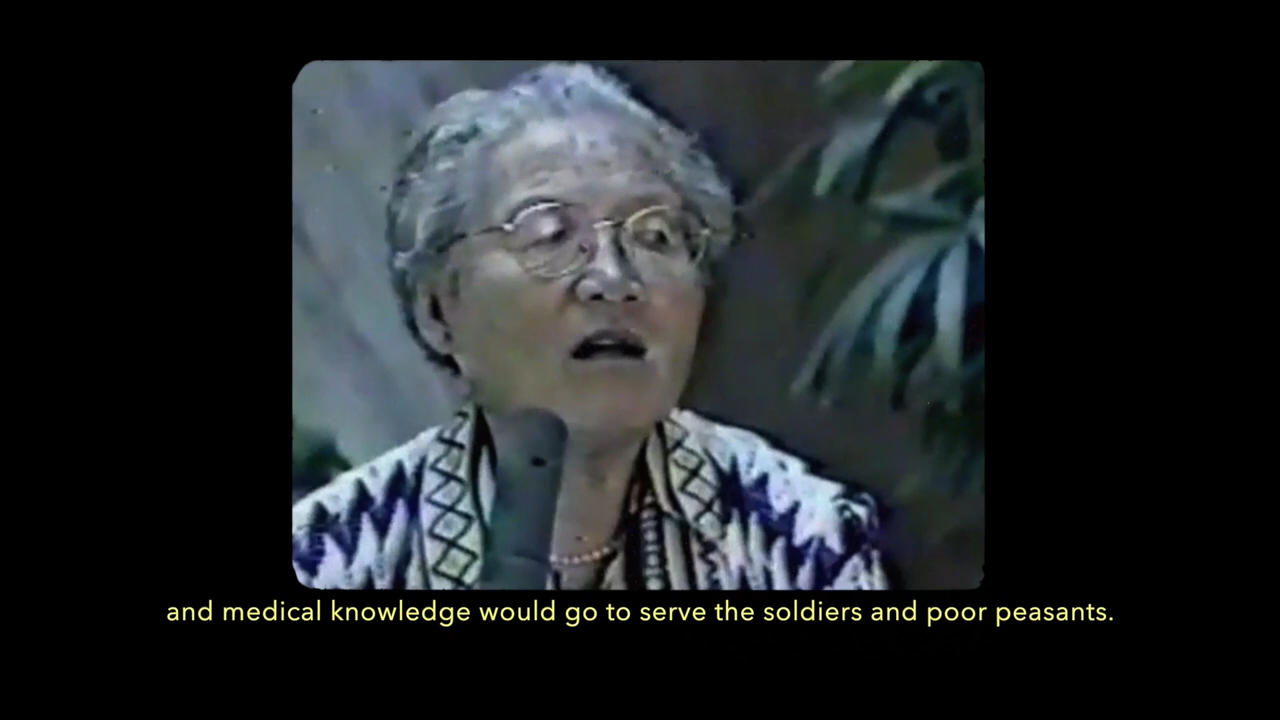 and medical knowledge would go to serve the soldiers and poor peasants.